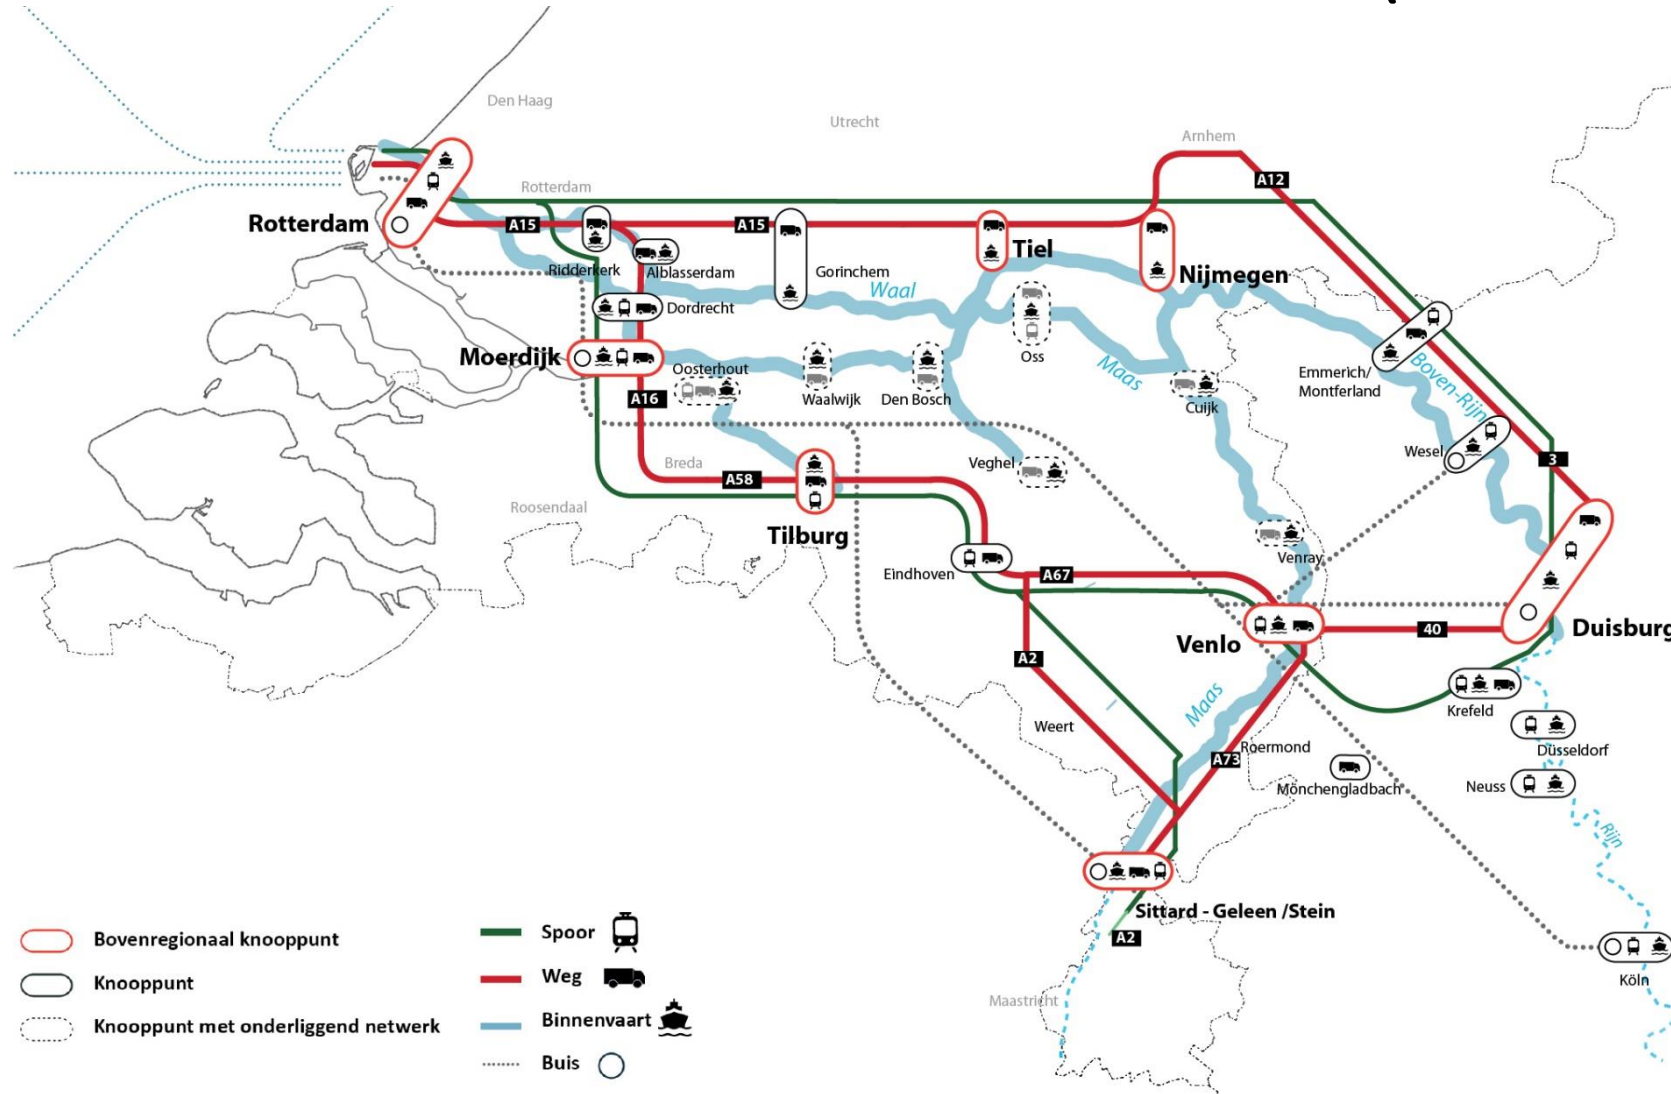 Den Haag
Utrecht
Arnhem
A12
Rotterdam
Rotterdam
A15
A15
Tiel
Ridderkerk
Alblasserdam
Gorinchem
Waal
Nijmegen
Dordrecht
Moerdijk
Oosterhout
Oss
Maas
Emmerich/
Montferland
Boven-Rijn
A16
Waalwijk
Den Bosch
Cuijk
Breda
Veghel
Wesel
3
A58
Roosendaal
Tilburg
Venray
Eindhoven
A67
Venlo
40
Duisburg
A2
Maas
Krefeld
Weert
Roermond
A73
Düsseldorf
Mönchengladbach
Neuss
Rijn
Sittard - Geleen /Stein
A2
Köln
Maastricht
Bovenregionaal knooppunt
Knooppunt
Knooppunt met onderliggend netwerk
Spoor
Weg
Binnenvaart
Buis